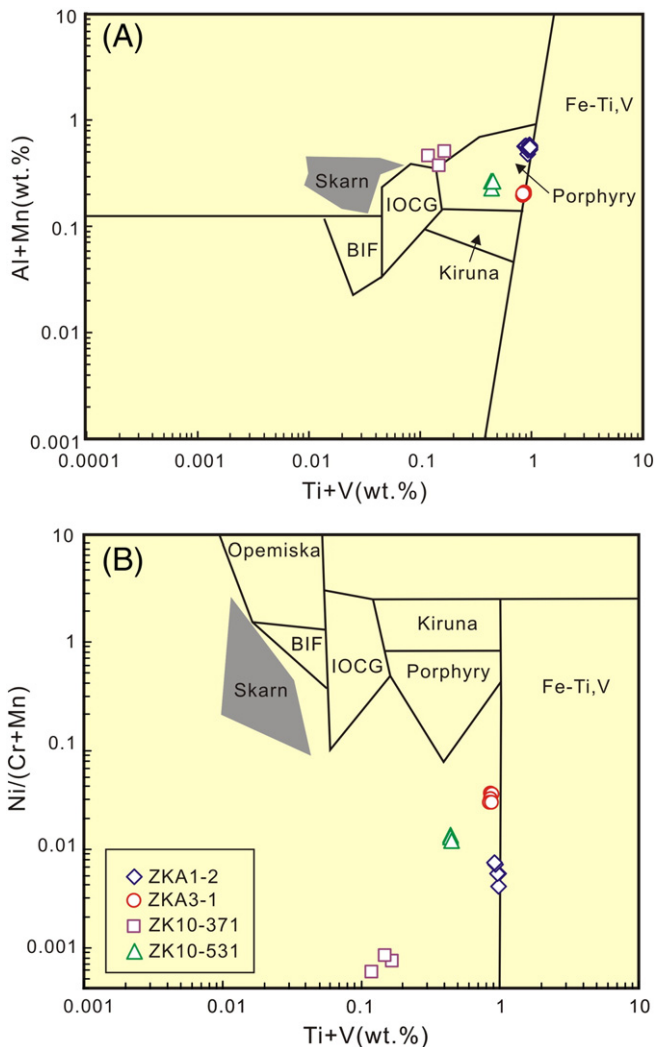 (A)
10
1
0.1
0.01
0.001
Al+Mn(wt.%)
Fe-Ti,V
Skarn
Porphyry
IOCG
BIF
Kiruna
0.0001
0.001
0.01
0.1
1
10
Ti+V(wt.%)
(B)
10
1
0.1
0.01
0.001
Ni/(Cr+Mn)
Opemiska
Kiruna
BIF
IOCG
Porphyry
Skarn
Fe-Ti,V
ZKA1-2
ZKA3-1
ZK10-371
ZK10-531
0.01
0.1
1
10
Ti+V(wt.%)